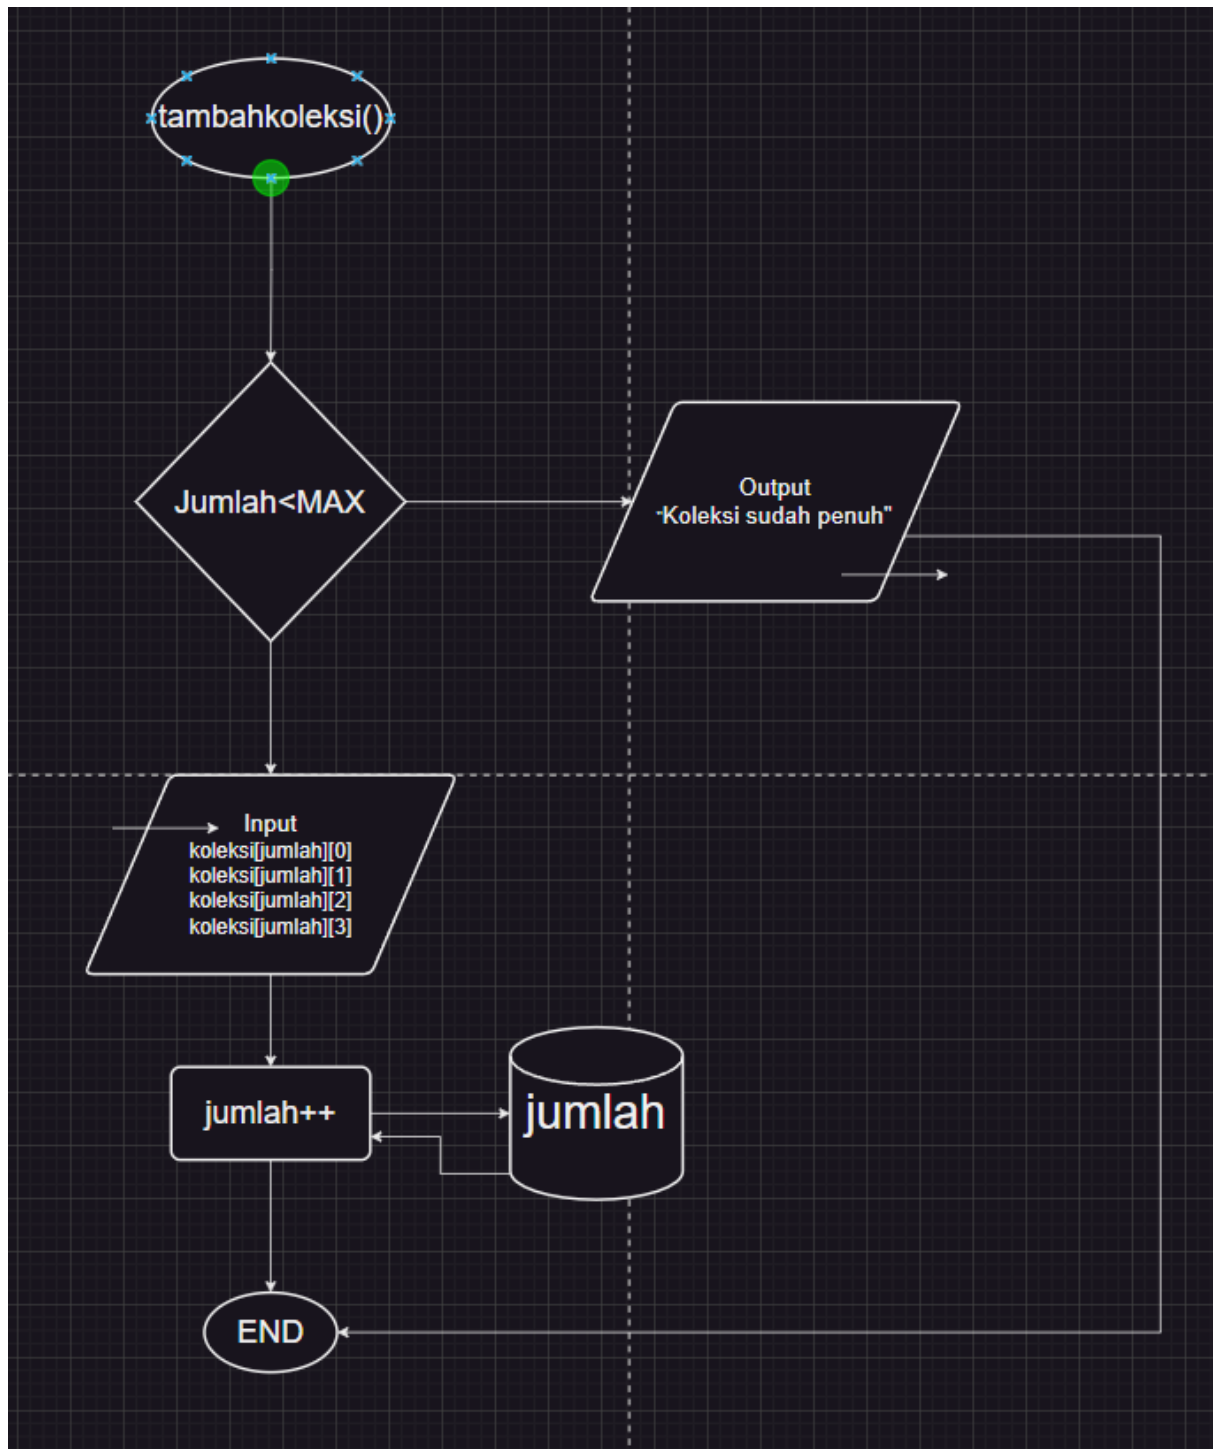 tambahkoleksi()
Jumlah<MAX
Output
"Koleksi sudah penuh"
Input
koleksi[jumlah][0]
koleksi[jumlah][1]
koleksi[jumlah][2]
koleksi[jumlah][3]
jumlah++
jumlah
END